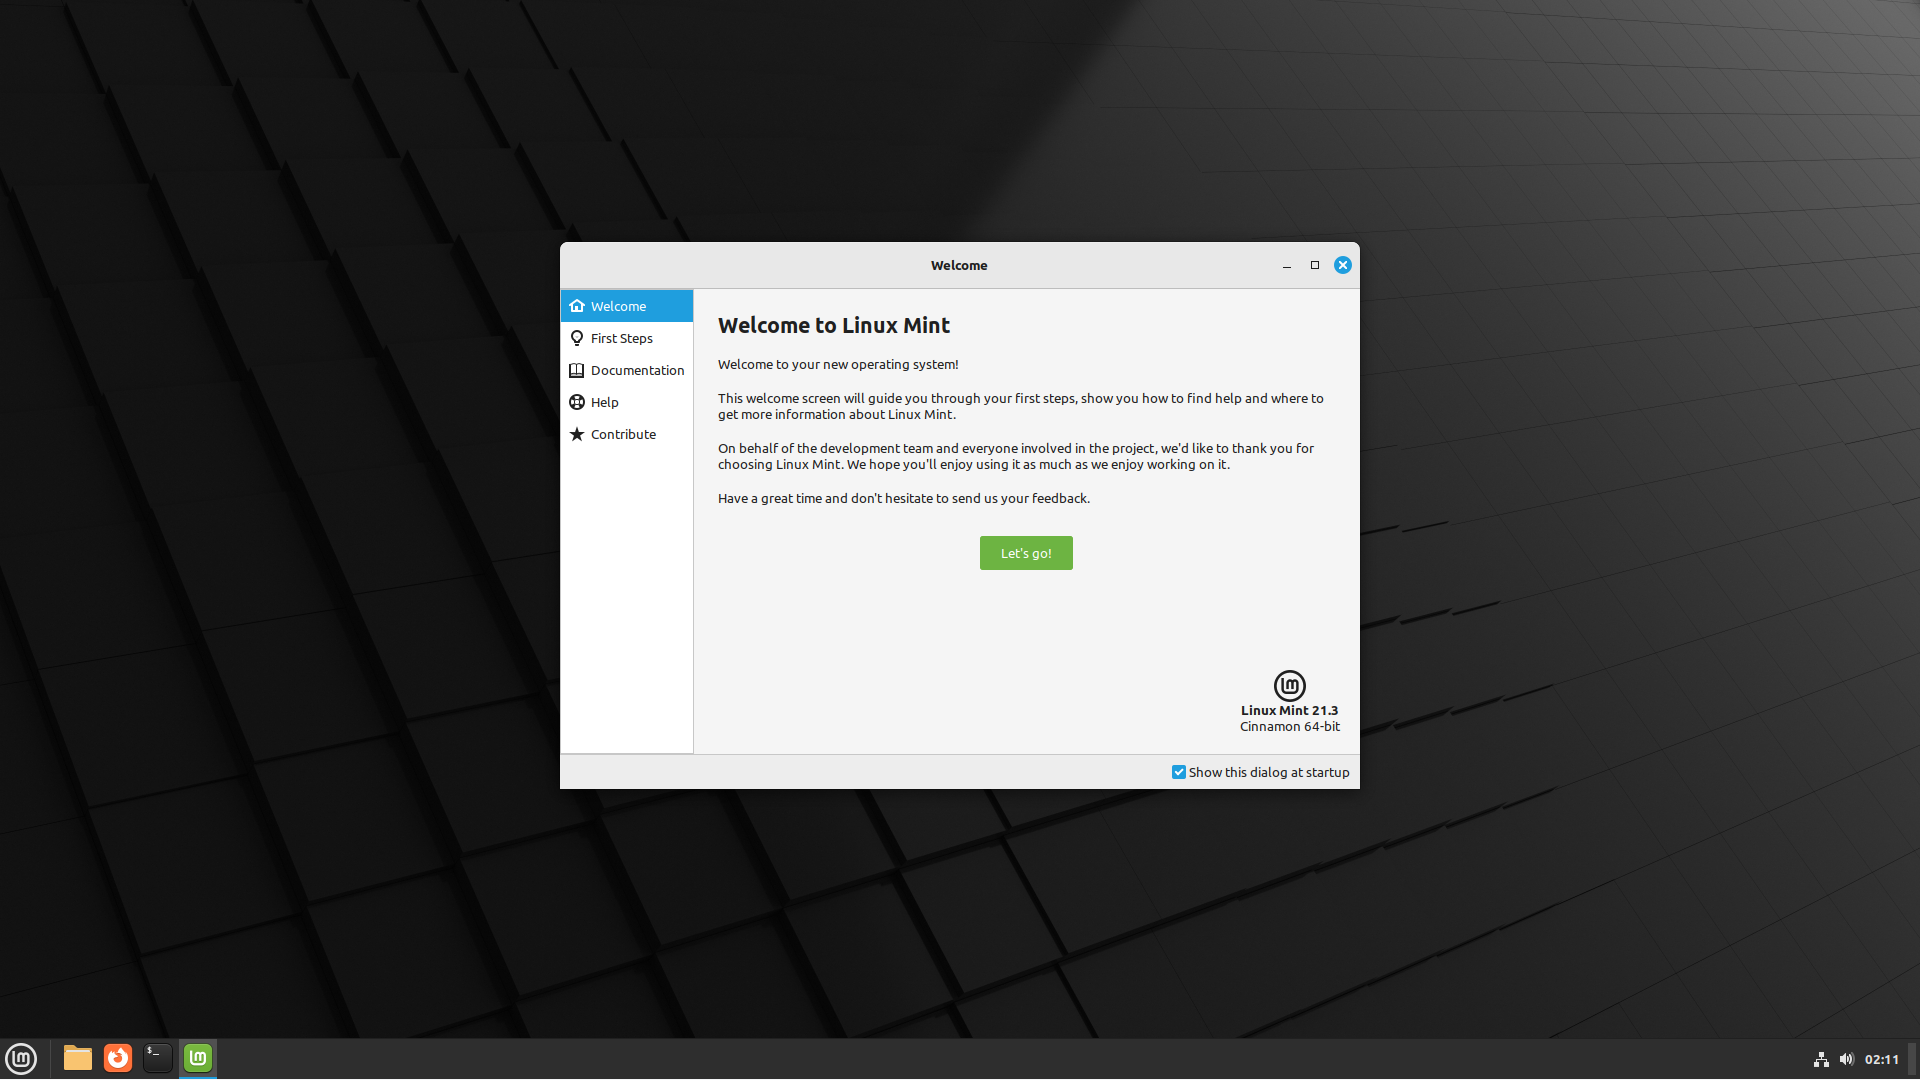 Welcome
Welcome
First Steps
Documentation
Help
Contribute
Welcome to Linux Mint
Welcome to your new operating system!
This welcome screen will guide you through your first steps, show you how to find help and where to
get more information about Linux Mint.
On behalf of the development team and everyone involved in the project, we'd like to thank you for
choosing Linux Mint. We hope you'll enjoy using it as much as we enjoy working on it.
Have a great time and don't hesitate to send us your feedback.
Let's go!
Linux Mint 21.3
Cinnamon 64-bit
Show this dialog at startup
$_
02:11